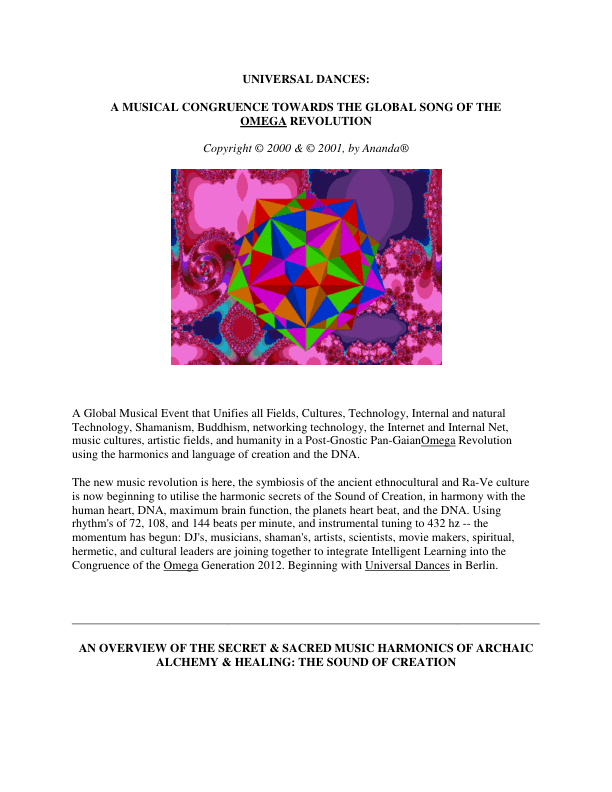 UNIVERSAL DANCES:
A MUSICAL CONGRUENCE TOWARDS THE GLOBAL SONG OF THE
OMEGA REVOLUTION
Copyright © 2000 & © 2001, by Ananda®
A Global Musical Event that Unifies all Fields, Cultures, Technology, Internal and natural
Technology, Shamanism, Buddhism, networking technology, the Internet and Internal Net,
music cultures, artistic fields, and humanity in a Post-Gnostic Pan-GaianOmega Revolution
using the harmonics and language of creation and the DNA.
The new music revolution is here, the symbiosis of the ancient ethnocultural and Ra-Ve culture
is now beginning to utilise the harmonic secrets of the Sound of Creation, in harmony with the
human heart, DNA, maximum brain function, the planets heart beat, and the DNA. Using
rhythm's of 72, 108, and 144 beats per minute, and instrumental tuning to 432 hz -- the
momentum has begun: DJ's, musicians, shaman's, artists, scientists, movie makers, spiritual,
hermetic, and cultural leaders are joining together to integrate Intelligent Learning into the
Congruence of the Omega Generation 2012. Beginning with Universal Dances in Berlin.
AN OVERVIEW OF THE SECRET & SACRED MUSIC HARMONICS OF ARCHAIC
ALCHEMY & HEALING: THE SOUND OF CREATION